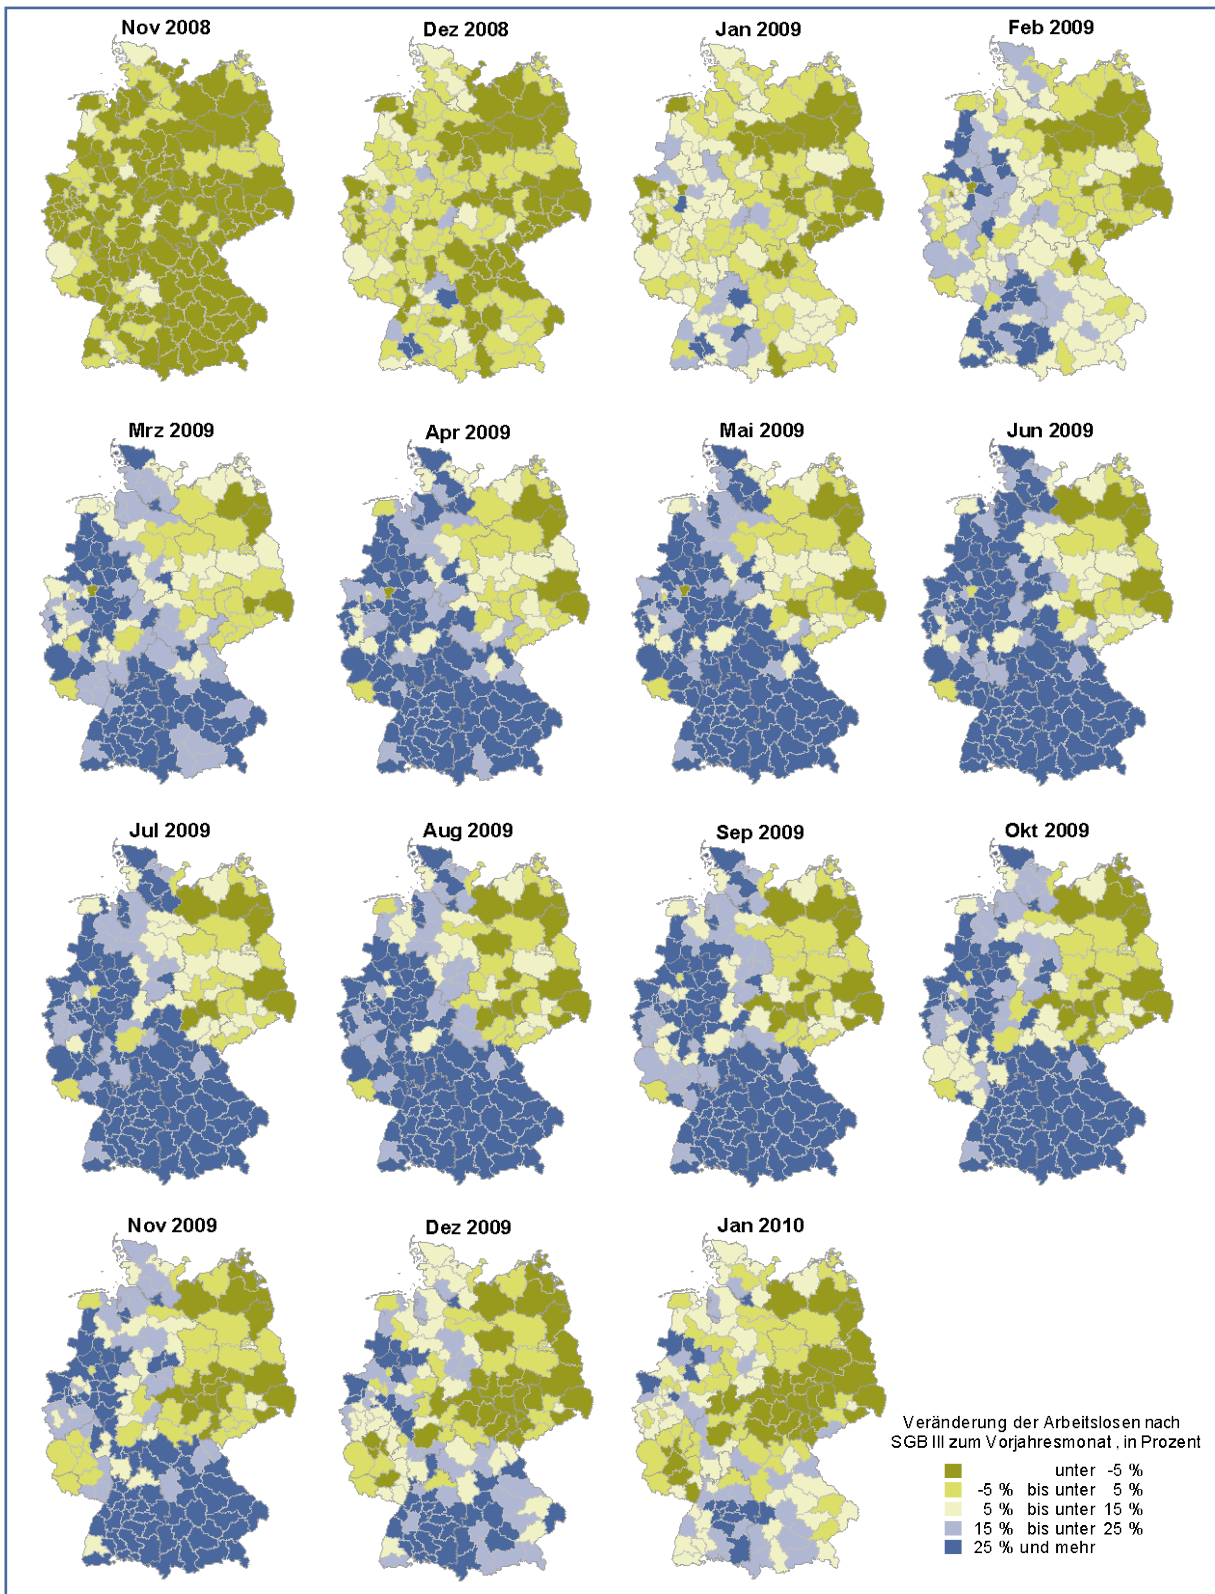 Nov 2008
Dez 2008
Jan 2009
Feb 2009
Mrz 2009
Apr 2009
Mai 2009
Jun 2009
Jul 2009
Aug 2009
Sep 2009
Okt 2009
Nov 2009
Dez 2009
Jan 2010
Veränderung der Arbeitslosen nach
SGB III zum Vorjahresmonat, in Prozent
unter -5 %
-5 % bis unter 5 %
5 % bis unter 15 %
15 % bis unter 25 %
25 % und mehr